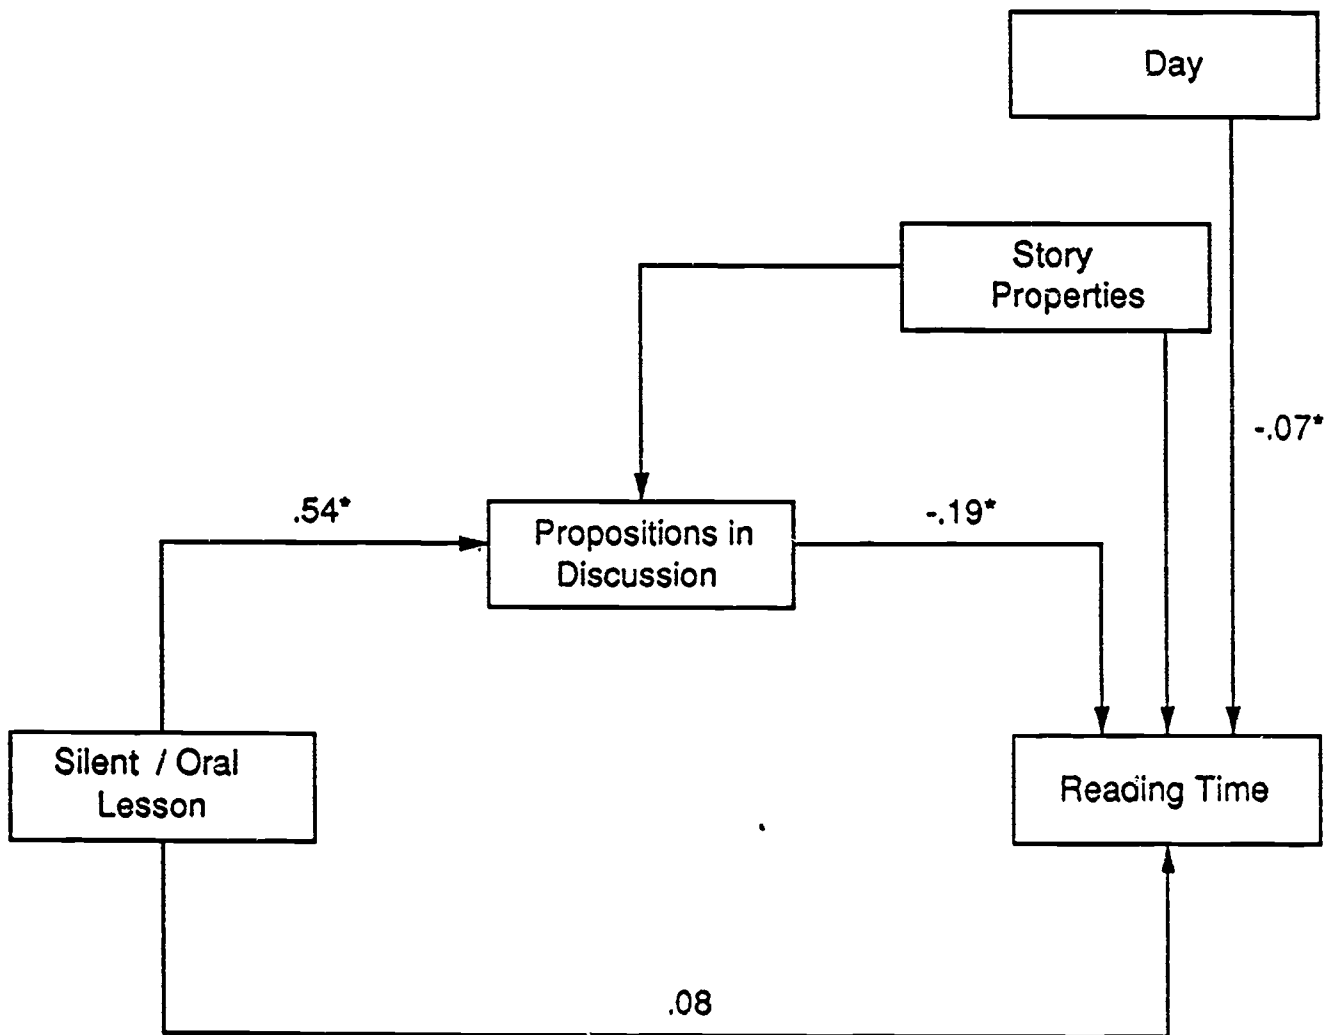 Day
Story
Properties
-.07*
.54*
Propositions in
Discussion
-.19*
Silent / Oral
Lesson
Reading Time
.08